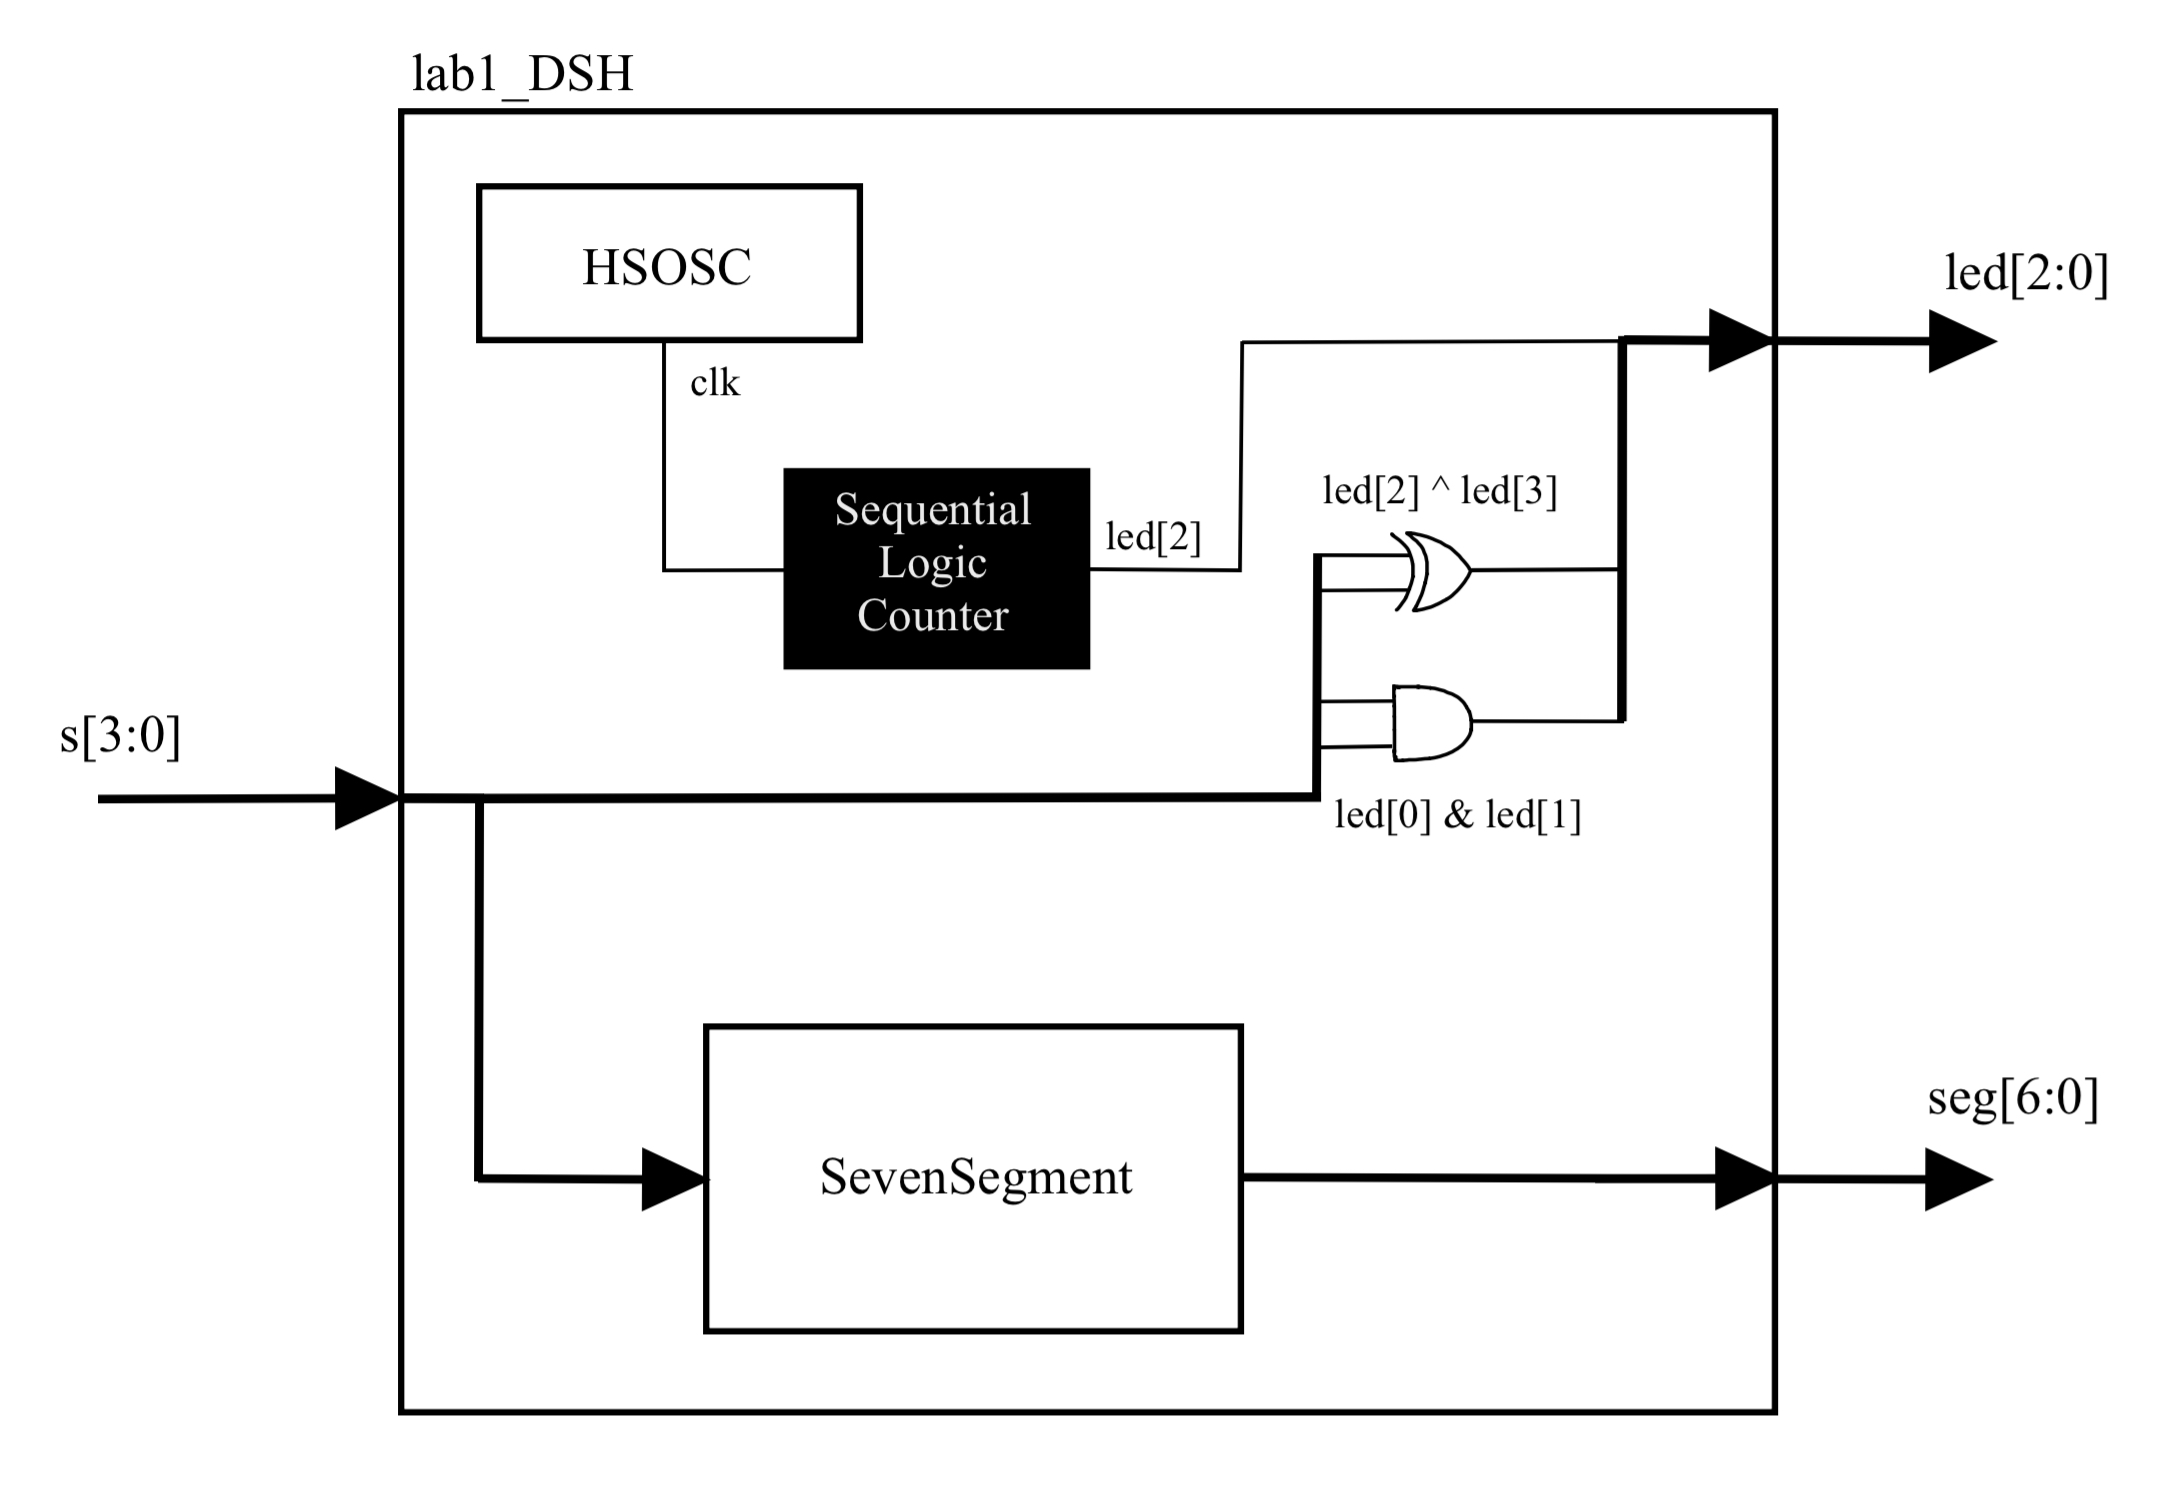 lab1_DSH
HSOSC
led[2:0]
clk
led[2] ^ led[3]
Sequential
Logic
Counter
led[2]
s[3:0]
led[0] & led[1]
seg[6:0]
SevenSegment